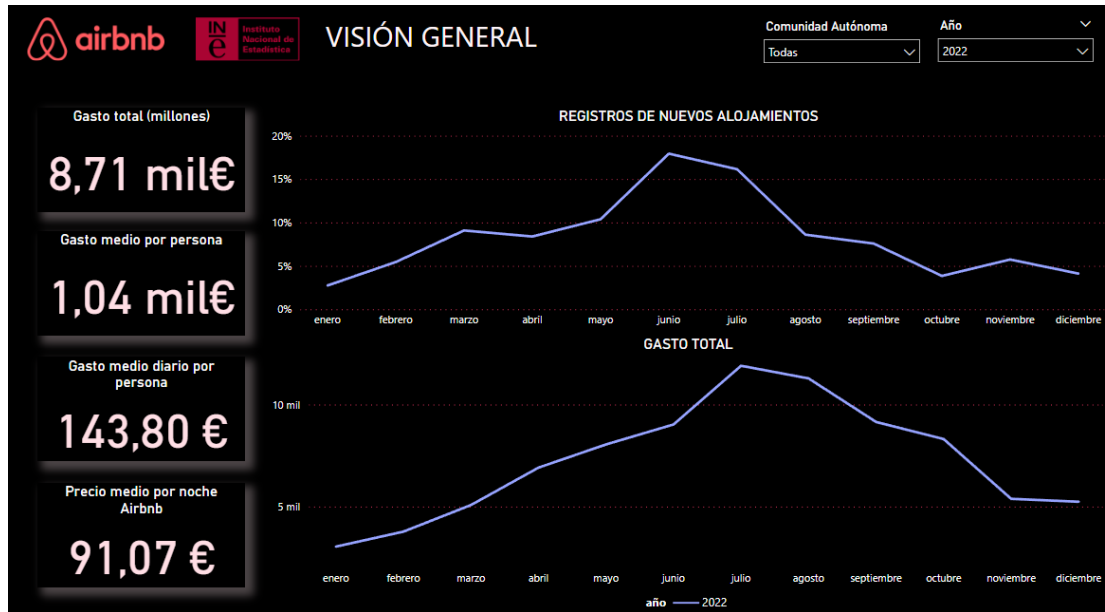 airbnb
INe
Instituto
Nacional de
Estadística
VISIÓN GENERAL
Comunidad Autónoma
Todas
Año
2022
Gasto total (millones)
8,71 mil€
Gasto medio por persona
1,04 mil€
Gasto medio diario por
persona
143,80 €
Precio medio por noche
Airbnb
91,07 €
REGISTROS DE NUEVOS ALOJAMIENTOS
20%
15%
10%
5%
0%
enero febrero marzo abril mayo junio julio agosto septiembre octubre noviembre diciembre
GASTO TOTAL
10 mil
5 mil
enero febrero marzo abril mayo junio julio agosto septiembre octubre noviembre diciembre
año 2022